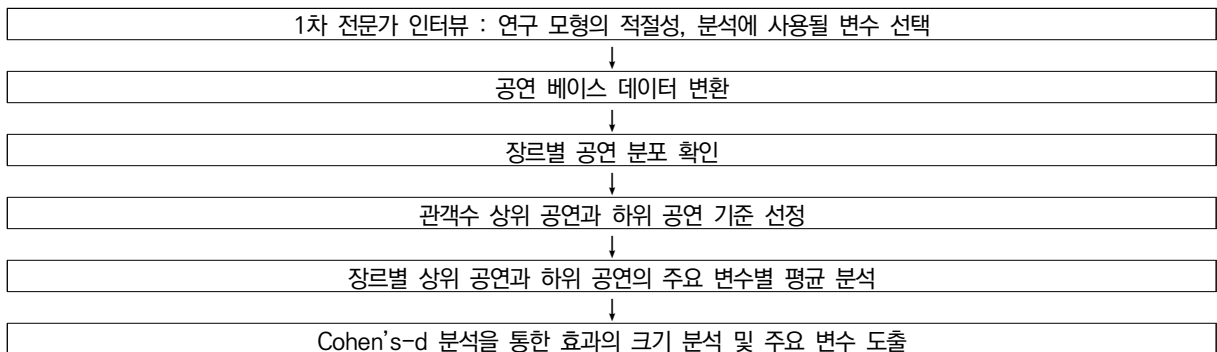 1차 전문가 인터뷰 : 연구 모형의 적절성, 분석에 사용될 변수 선택
↓
공연 베이스 데이터 변환
↓
장르별 공연 분포 확인
↓
관객수 상위 공연과 하위 공연 기준 선정
↓
장르별 상위 공연과 하위 공연의 주요 변수별 평균 분석
↓
Cohen's-d 분석을 통한 효과의 크기 분석 및 주요 변수 도출